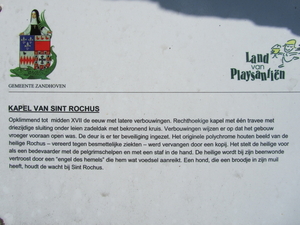 GEMEENTE ZANDHOVEN
Land
van
Playsantiën
KAPEL VAN SINT ROCHUS
Opklimmend tot midden XVII de eeuw met latere verbouwingen. Rechthoekige kapel met één travee met
driezijdige sluiting onder leien zadeldak met bekronend kruis. Verbouwingen wijzen er op dat het gebouw
vroeger vooraan open was. De deur is er ter beveiliging ingezet. Het originele polychrome houten beeld van de
heilige Rochus – vereerd tegen besmettelijke ziekten – werd vervangen door een kopij. Het stelt de heilige voor
als een bedevaarder met de pelgrimschelpen en met een staf in de hand. De heilige wordt bij zijn beenwonde
vertroost door een "engel des hemels" die hem wat voedsel aanreikt. Een hond, die een broodje in zijn muil
heeft, houdt de wacht bij Sint Rochus.